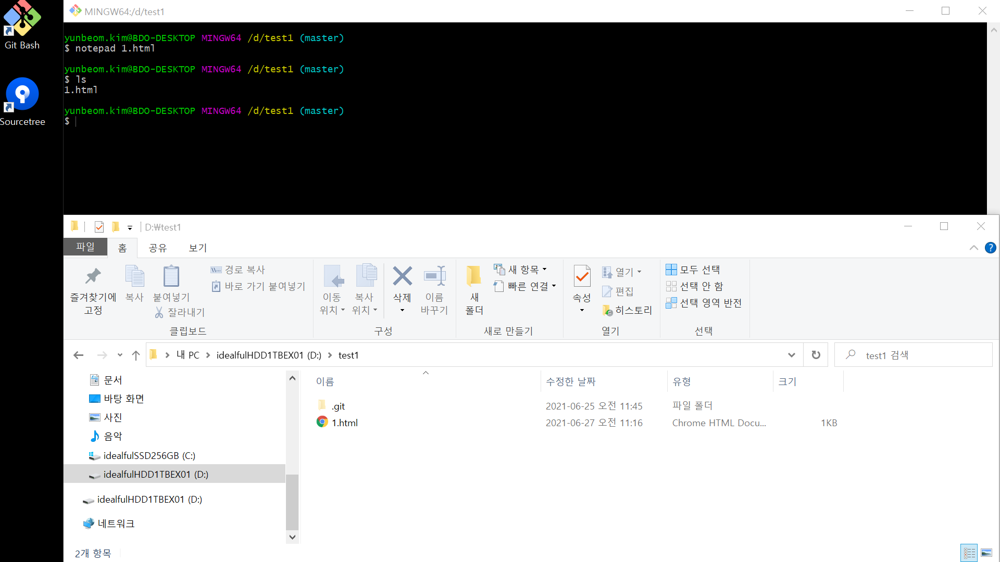 Git Bash
Sourcetree
MINGW64:/d/test1
yunbeom.kim@BDO-DESKTOP MINGW64 /d/test1 (master)
$ notepad 1.html
yunbeom.kim@BDO-DESKTOP MINGW64 /d/test1 (master)
$ ls
1.html
yunbeom.kim@BDO-DESKTOP MINGW64 /d/test1 (master)
$
D:₩test1
파일 홈 공유 보기
즐겨찾기에 고정
복사
붙여넣기
잘라내기
경로 복사
바로 가기 붙여넣기
클립보드
이동 위치
복사 위치
삭제
이름 바꾸기
구성
새 폴더
새 항목
빠른 연결
새로 만들기
속성
열기
편집
히스토리
열기
모두 선택
선택 안 함
선택 영역 반전
선택
내 PC idealfulHDD1TBEX01 (D:) test1
test1 검색
문서
바탕 화면
사진
음악
idealfulSSD256GB (C:)
idealfulHDD1TBEX01 (D:)
idealfulHDD1TBEX01 (D:)
네트워크
이름 수정한 날짜 유형 크기
.git 2021-06-25 오전 11:45 파일 폴더
1.html 2021-06-27 오전 11:16 Chrome HTML Docu... 1KB
2개 항목